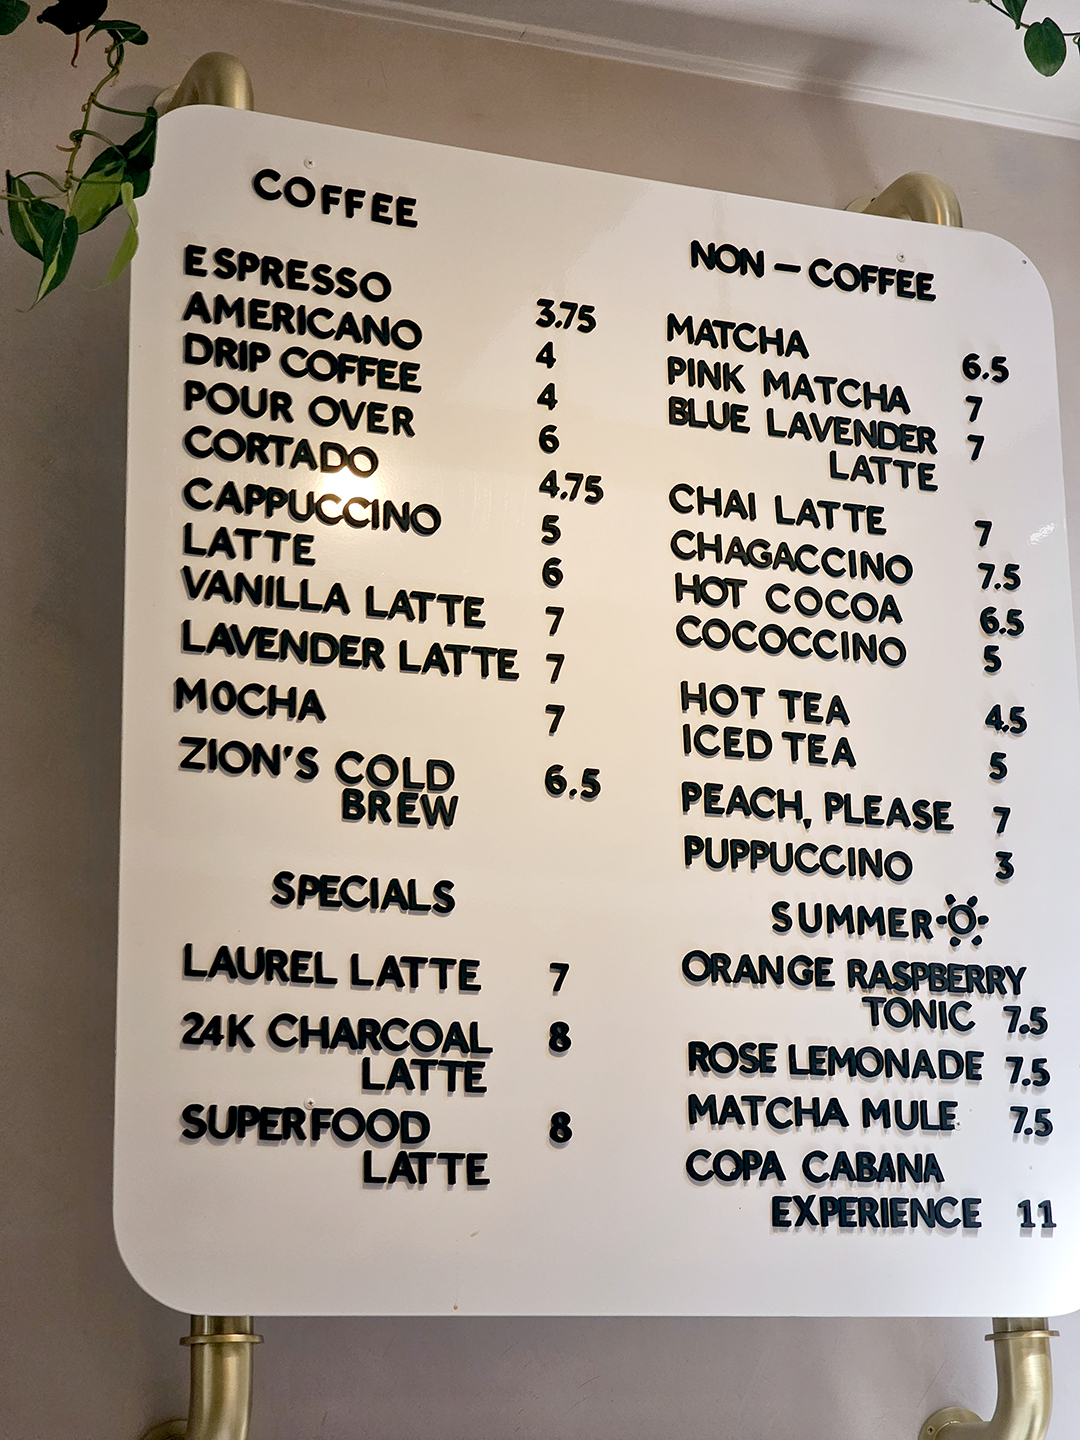 COFFEE
ESPRESSO 3.75
AMERICANO 4
DRIP COFFEE 4
POUR OVER 6
CORTADO 4.75
CAPPUCCINO 5
LATTE 6
VANILLA LATTE 7
LAVENDER LATTE 7
MOCHA 7
ZION'S COLD 6.5
BREW
SPECIALS
LAUREL LATTE 7
24K CHARCOAL 8
LATTE
SUPERFOOD 8
LATTE
NON-COFFEE
MATCHA 6.5
PINK MATCHA 7
BLUE LAVENDER 7
LATTE
CHAI LATTE 7
CHAGACCINO 7.5
HOT COCOA 6.5
COCOCCINO 5
HOT TEA 4.5
ICED TEA 5
PEACH, PLEASE 7
PUPPUCCINO 3
SUMMER
ORANGE RASPBERRY
TONIC 7.5
ROSE LEMONADE 7.5
MATCHA MULE 7.5
COPA CABANA
EXPERIENCE 11